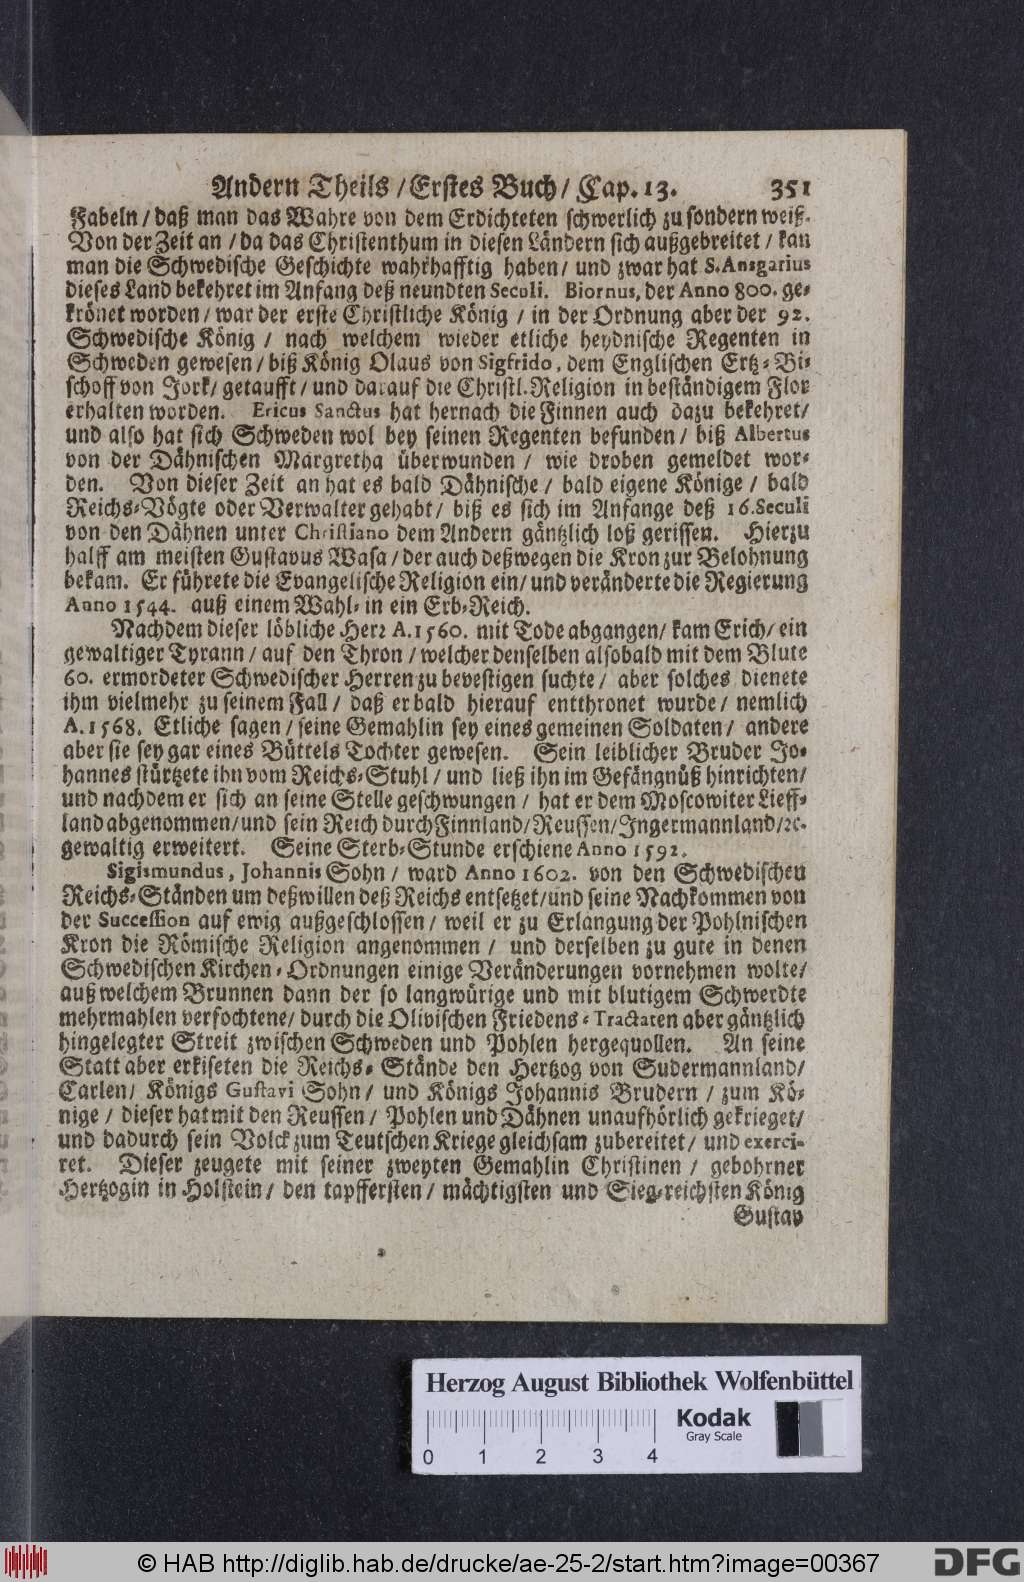 Andern Theils / Erstes Buch / Cap. 13. 351
Fabeln / daß man das Wahre von dem Erdichteten schwerlich zu sondern weiß.
Von der Zeit an / da das Christenthum in diesen Ländern sich außgebreitet / kan
man die Schwedische Geschichte wahrhafftig haben / und zwar hat S. Ansgarius
dieses Land bekehret im Anfang deß neundten Seculi. Biornus, der Anno 800. ge-
krönet worden / war der erste Christliche König / in der Ordnung aber der 92.
Schwedische König / nach welchem wieder etliche heydnische Regenten in
Schweden gewesen / biß König Olaus von Sigfrido, dem Englischen Ertz-Bi-
schoff von Jork / getaufft / und darauf die Christl. Religion in beständigem Flor
erhalten worden. Ericus Sanctus hat hernach die Finnen auch dazu bekehret /
und also hat sich Schweden wol bey seinen Regenten befunden / biß Albertus
von der Dähnischen Margretha überwunden / wie droben gemeldet wor-
den. Von dieser Zeit an hat es bald Dähnische / bald eigene Könige / bald
Reichs-Vögte oder Verwalter gehabt / biß es sich im Anfange deß 16. Seculi
von den Dähnen unter Christiano dem Andern gäntzlich loß gerissen. Hierzu
halff am meisten Gustavus Wasa / der auch deßwegen die Kron zur Belohnung
bekam. Er führete die Evangelische Religion ein / und veränderte die Regierung
Anno 1544. auß einem Wahl- in ein Erb-Reich.
Nachdem dieser löbliche Herr A. 1560. mit Tode abgangen / kam Erich / ein
gewaltiger Tyrann / auf den Thron / welcher denselben alsobald mit dem Blute
60. ermordeter Schwedischer Herren zu bevestigen suchte / aber solches dienete
ihm vielmehr zu seinem Fall / daß er bald hierauf entthronet wurde / nemlich
A. 1568. Etliche sagen / seine Gemahlin sey eines gemeinen Soldaten / andere
aber sie sey gar eines Büttels Tochter gewesen. Sein leiblicher Bruder Jo-
hannes stürtzete ihn vom Reichs-Stuhl / und ließ ihn im Gefängnüß hinrichten /
und nachdem er sich an seine Stelle geschwungen / hat er dem Moscowiter Lieff-
land abgenommen / und sein Reich durch Finnland / Reussen / Ingermannland / ꝛc.
gewaltig erweitert. Seine Sterb-Stunde erschiene Anno 1592.
Sigismundus, Johannis Sohn / ward Anno 1602. von den Schwedischen
Reichs-Ständen um deßwillen deß Reichs entsetzet / und seine Nachkommen von
der Succession auf ewig außgeschlossen / weil er zu Erlangung der Pohlnischen
Kron die Römische Religion angenommen / und derselben zu gute in denen
Schwedischen Kirchen-Ordnungen einige Veränderungen vornehmen wolte /
auß welchem Brunnen dann der so langwürige und mit blutigem Schwerdte
mehrmahlen verfochtene / durch die Olivischen Friedens-Tractaten aber gäntzlich
hingelegter Streit zwischen Schweden und Pohlen hergequollen. An seine
Statt aber erkiseten die Reichs-Stände den Hertzog von Sudermannland /
Carlen / Königs Gustavi Sohn / und Königs Johannis Brudern / zum Kö-
nige / dieser hat mit den Reussen / Pohlen und Dähnen unaufhörlich gekrieget /
und dadurch sein Volck zum Teutschen Kriege gleichsam zubereitet / und exerci-
ret. Dieser zeugete mit seiner zweyten Gemahlin Christinen / gebohrner
Hertzogin in Holstein / den tapffersten / mächtigsten und Sieg-reichsten König
Gustav
Herzog August Bibliothek Wolfenbüttel
Kodak
Gray Scale
0 1 2 3 4
© HAB http://diglib.hab.de/drucke/ae-25-2/start.htm?image=00367
DFG